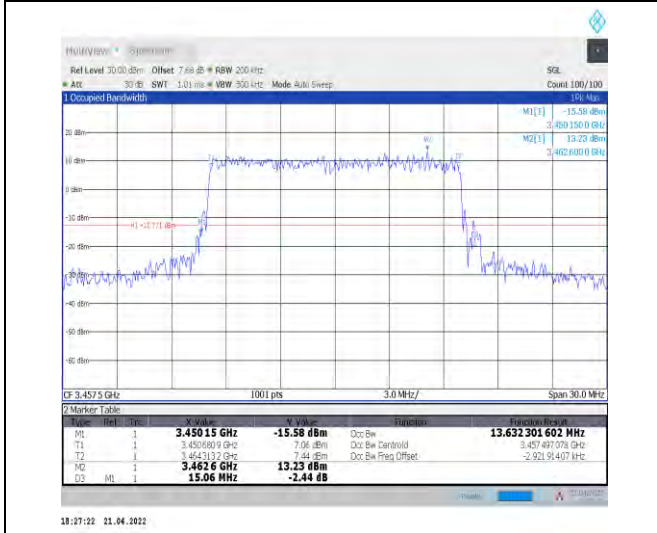 MultiView Spectrum
Ref Level 30.00 dBm Offset 7.68 dB RBW 200 kHz SGL
Att 30 dB SWT 1.01 ms VBW 300 kHz Mode Auto Sweep Count 100/100
1 Occupied Bandwidth 1Pk Max
M1[1] -15.58 dBm
3.450 150 0 GHz
M2[1] 13.23 dBm
3.462 600 0 GHz
20 dBm
10 dBm
0 dBm
-10 dBm
-20 dBm
-30 dBm
-40 dBm
-50 dBm
-60 dBm
CF 3.4575 GHz 1001 pts 3.0 MHz/ Span 30.0 MHz
2 Marker Table
Type Ref Trc X-Value Y-Value Function Function Result
M1 1 3.45015 GHz -15.58 dBm Occ Bw 13.632 301 602 MHz
T1 1 3.4506809 GHz 7.06 dBm Occ Bw Centroid 3.457 497 078 GHz
T2 1 3.4643132 GHz 7.44 dBm Occ Bw Freq Offset -2.921 914 07 kHz
M2 1 3.4626 GHz 13.23 dBm
D3 M1 1 15.06 MHz -2.44 dB
18:27:22 21.04.2022